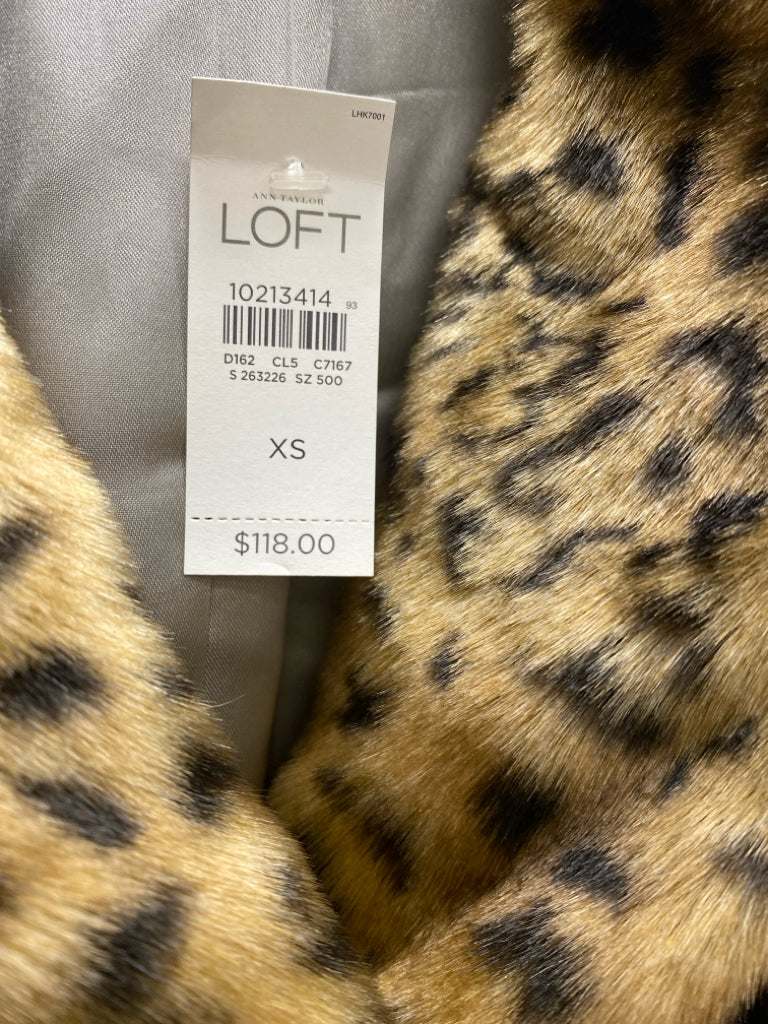 LHK7001
ANN TAYLOR
LOFT
10213414 93
D162 CL5 C7167
S 263226 SZ 500
XS
$118.00